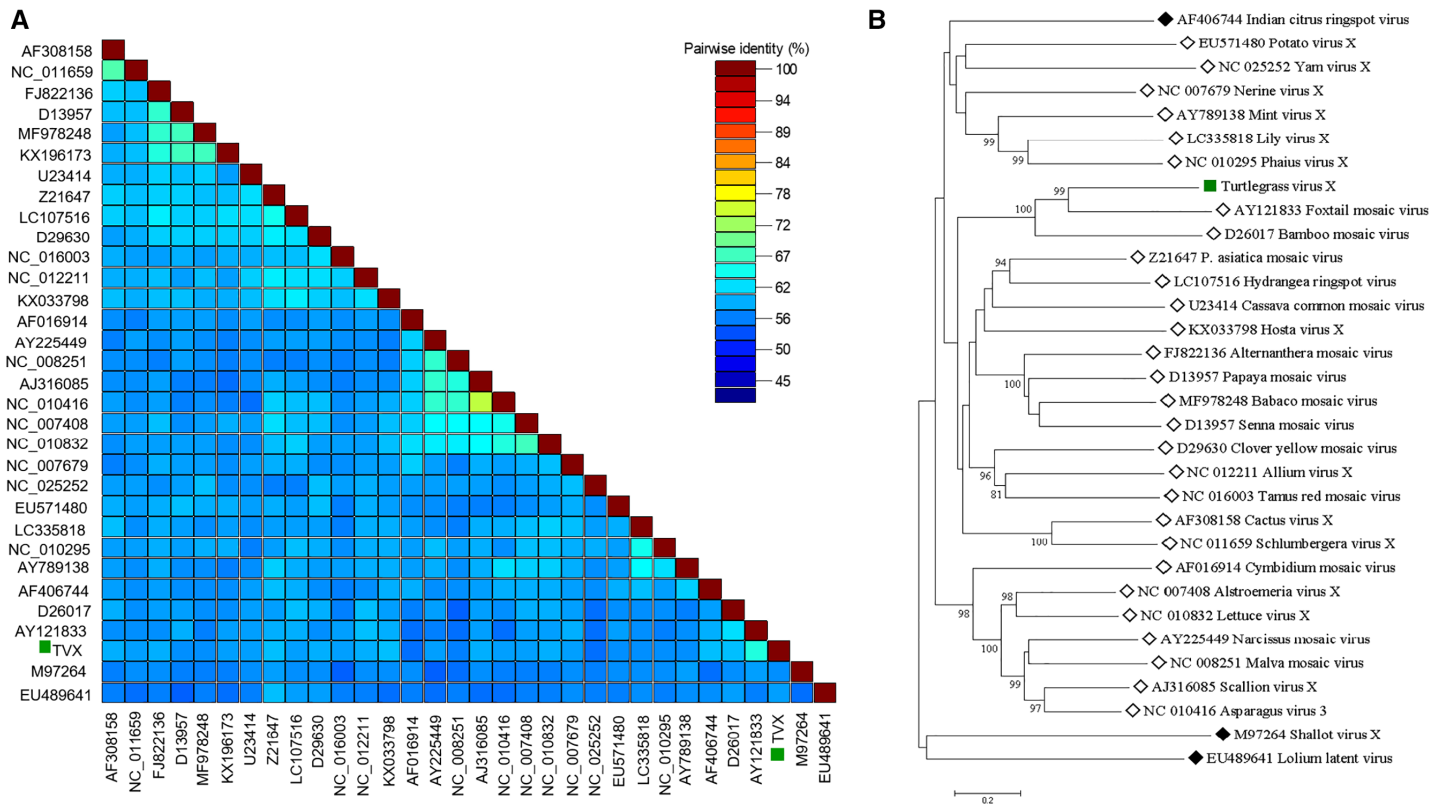 A
AF308158
NC_011659
FJ822136
D13957
MF978248
KX196173
U23414
Z21647
LC107516
D29630
NC_016003
NC_012211
KX033798
AF016914
AY225449
NC_008251
AJ316085
NC_010416
NC_007408
NC_010832
NC_007679
NC_025252
EU571480
LC335818
NC_010295
AY789138
AF406744
D26017
AY121833
TVX
M97264
EU489641
AF308158
NC_011659
FJ822136
D13957
MF978248
KX196173
U23414
Z21647
LC107516
D29630
NC_016003
NC_012211
KX033798
AF016914
AY225449
NC_008251
AJ316085
NC_010416
NC_007408
NC_010832
NC_007679
NC_025252
EU571480
LC335818
NC_010295
AY789138
AF406744
D26017
AY121833
TVX
M97264
EU489641
Pairwise identity (%)
100
94
89
84
78
72
67
62
56
50
45
B
AF406744 Indian citrus ringspot virus
EU571480 Potato virus X
NC 025252 Yam virus X
NC 007679 Nerine virus X
AY789138 Mint virus X
99
LC335818 Lily virus X
99
NC 010295 Phaius virus X
Turtlegrass virus X
99
AY121833 Foxtail mosaic virus
100
D26017 Bamboo mosaic virus
Z21647 P. asiatica mosaic virus
94
LC107516 Hydrangea ringspot virus
U23414 Cassava common mosaic virus
KX033798 Hosta virus X
FJ822136 Alternanthera mosaic virus
D13957 Papaya mosaic virus
100
MF978248 Babaco mosaic virus
D13957 Senna mosaic virus
D29630 Clover yellow mosaic virus
NC 012211 Allium virus X
96
NC 016003 Tamus red mosaic virus
81
AF308158 Cactus virus X
NC 011659 Schlumbergera virus X
100
AF016914 Cymbidium mosaic virus
NC 007408 Alstroemeria virus X
98
98
NC 010832 Lettuce virus X
AY225449 Narcissus mosaic virus
100
NC 008251 Malva mosaic virus
99
AJ316085 Scallion virus X
97
NC 010416 Asparagus virus 3
M97264 Shallot virus X
EU489641 Lolium latent virus
0.2